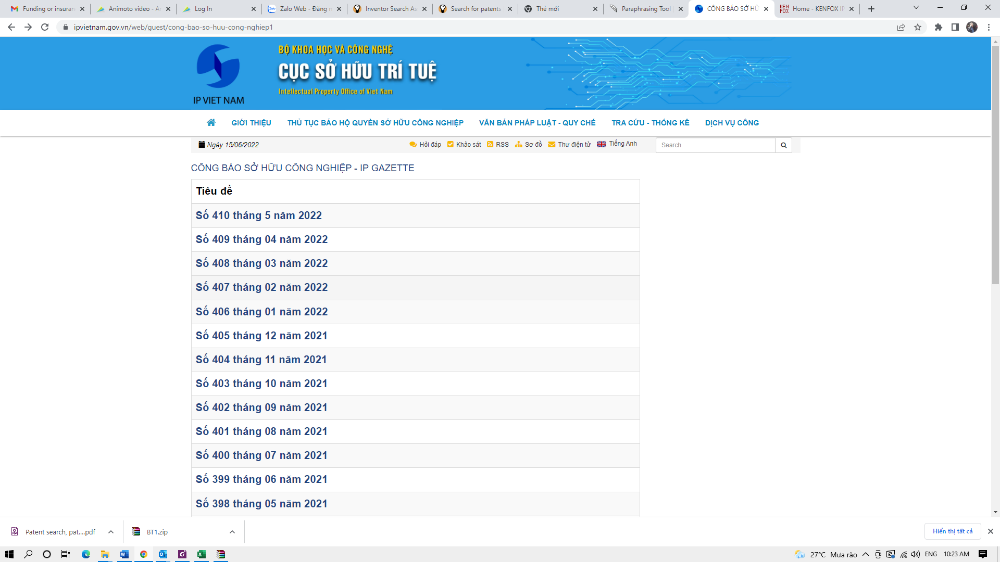 Funding or insuran
Animoto video - A
Log In
Zalo Web - Đăng n
Inventor Search As
Search for patents
Thẻ mới
Paraphrasing Tool
CÔNG BÁO SỞ HỮ
KEN FOX
Home - KENFOX IP
ipvietnam.gov.vn/web/guest/cong-bao-so-huu-cong-nghiep1
BỘ KHOA HỌC VÀ CÔNG NGHỆ
CỤC SỞ HỮU TRÍ TUỆ
Intellectual Property Office of Viet Nam
IP VIET NAM
GIỚI THIỆU
THỦ TỤC BẢO HỘ QUYỀN SỞ HỮU CÔNG NGHIỆP
VĂN BẢN PHÁP LUẬT - QUY CHẾ
TRA CỨU - THỐNG KÊ
DỊCH VỤ CÔNG
Ngày 15/06/2022
Hỏi đáp
Khảo sát
RSS
Sơ đồ
Thư điện tử
Tiếng Anh
Search
CÔNG BÁO SỞ HỮU CÔNG NGHIỆP - IP GAZETTE
Tiêu đề
Số 410 tháng 5 năm 2022
Số 409 tháng 04 năm 2022
Số 408 tháng 03 năm 2022
Số 407 tháng 02 năm 2022
Số 406 tháng 01 năm 2022
Số 405 tháng 12 năm 2021
Số 404 tháng 11 năm 2021
Số 403 tháng 10 năm 2021
Số 402 tháng 09 năm 2021
Số 401 tháng 08 năm 2021
Số 400 tháng 07 năm 2021
Số 399 tháng 06 năm 2021
Số 398 tháng 05 năm 2021
Patent search, pat....pdf
BT1.zip
Hiển thị tất cả
27°C Mưa rào
ENG
10:23 AM